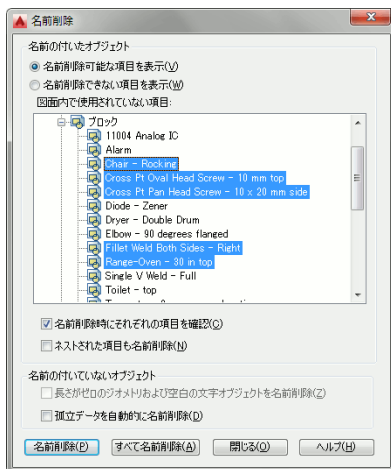 名前削除
名前の付いたオブジェクト
名前削除可能な項目を表示(V)
名前削除できない項目を表示(W)
図面内で使用されていない項目:
ブロック
11004 Analog IC
Alarm
Chair - Rocking
Cross Pt Oval Head Screw - 10 mm top
Cross Pt Pan Head Screw - 10 x 20 mm side
Diode - Zener
Dryer - Double Drum
Elbow - 90 degrees flanged
Fillet Weld Both Sides - Right
Range-Oven - 30 in top
Single V Weld - Full
Toilet - top
名前削除時にそれぞれの項目を確認(C)
ネストされた項目も名前削除(N)
名前の付いていないオブジェクト
長さがゼロのジオメトリおよび空白の文字オブジェクトを名前削除(Z)
孤立データを自動的に名前削除(D)
名前削除(P) すべて名前削除(A) 閉じる(O) ヘルプ(H)